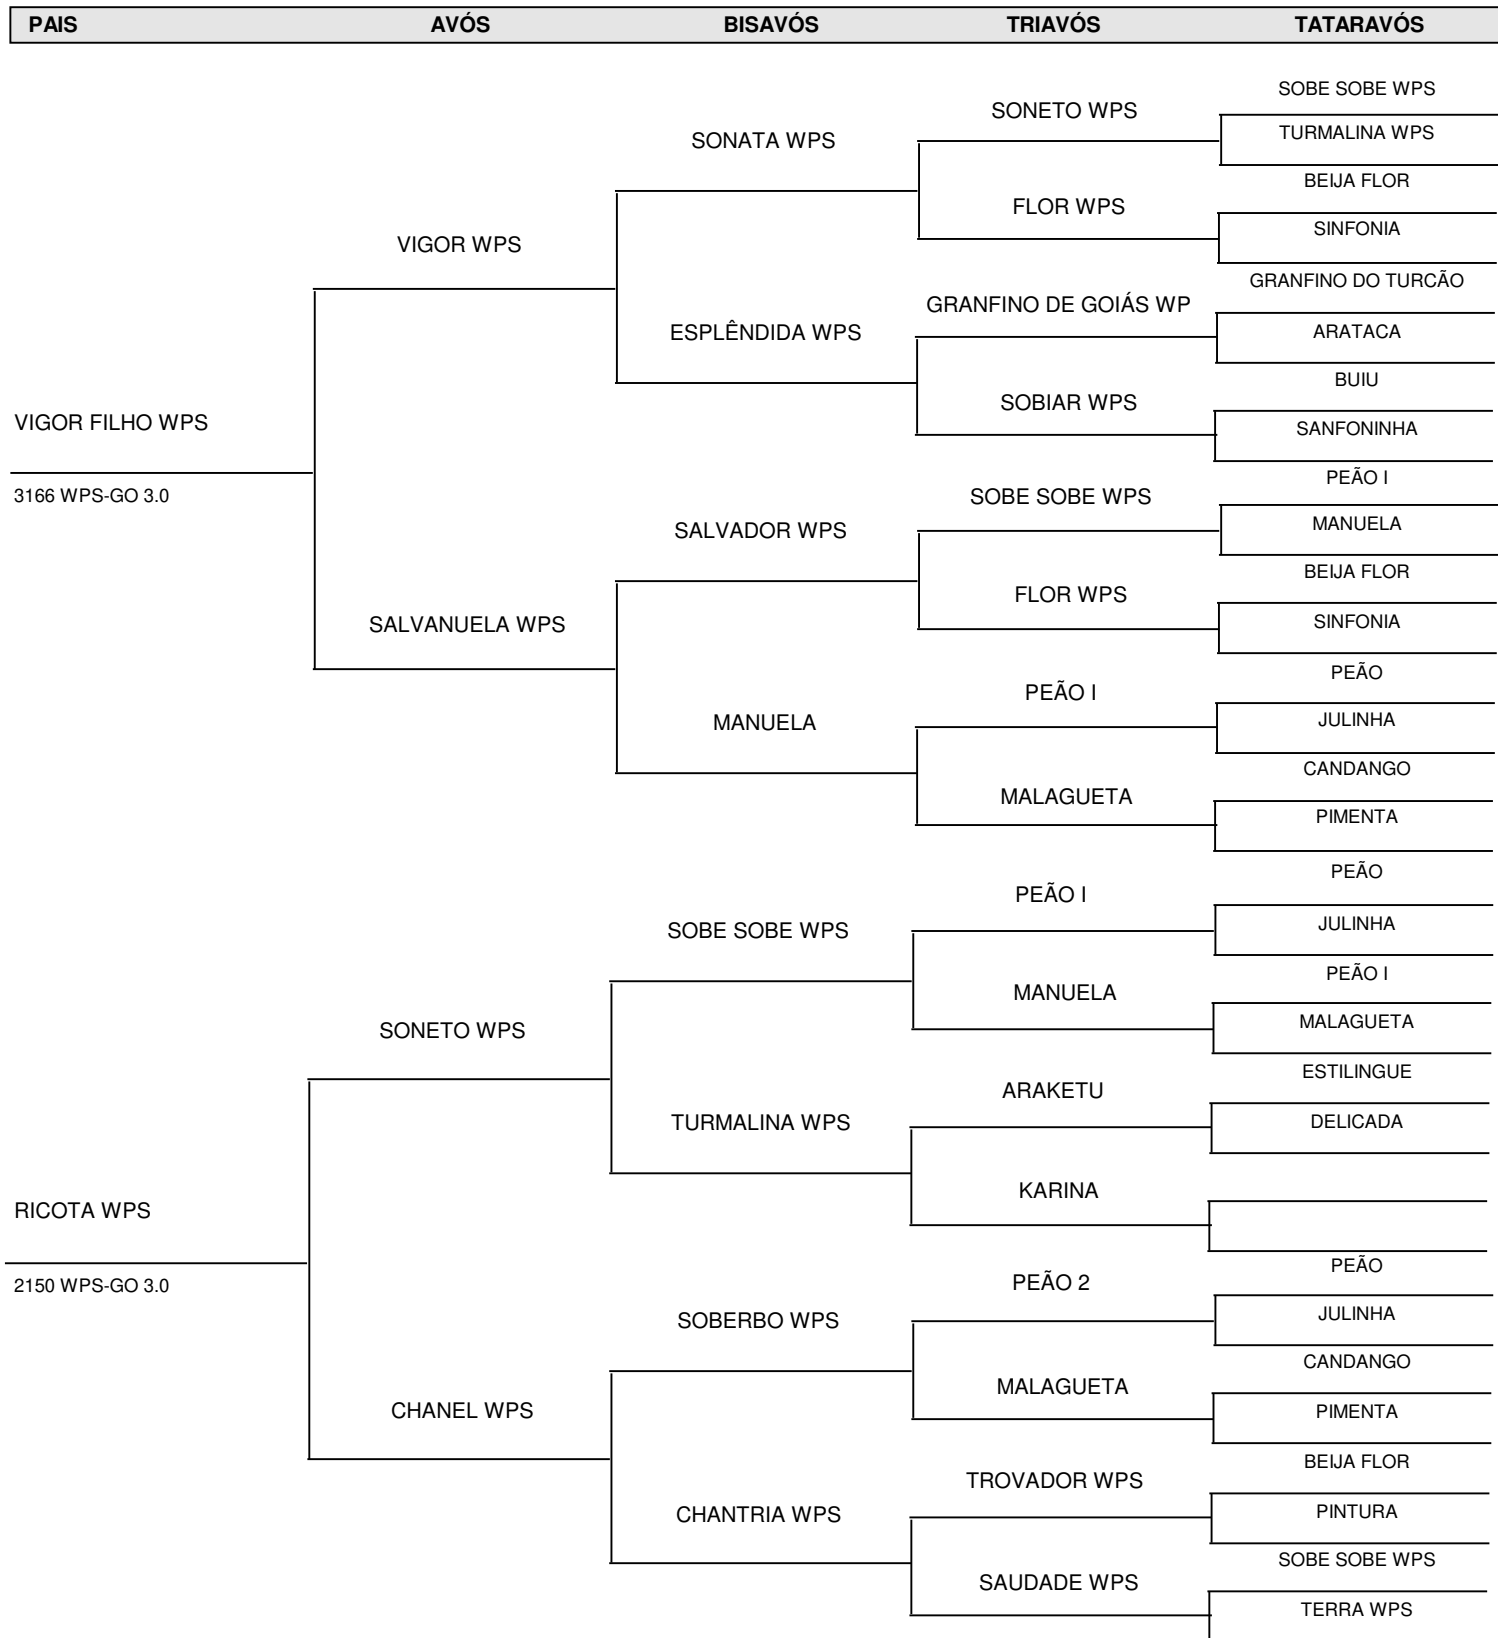 PAIS AVÓS BISAVÓS TRIAVÓS TATARAVÓS
SOBE SOBE WPS
SONETO WPS
TURMALINA WPS
SONATA WPS
BEIJA FLOR
FLOR WPS
SINFONIA
VIGOR WPS
GRANFINO DO TURCÃO
GRANFINO DE GOIÁS WP
ESPLÊNDIDA WPS
ARATACA
BUIU
SOBIAR WPS
VIGOR FILHO WPS
SANFONINHA
PEÃO I
3166 WPS-GO 3.0
SOBE SOBE WPS
MANUELA
SALVADOR WPS
BEIJA FLOR
FLOR WPS
SINFONIA
SALVANUELA WPS
PEÃO
PEÃO I
JULINHA
MANUELA
CANDANGO
MALAGUETA
PIMENTA
PEÃO
PEÃO I
JULINHA
SOBE SOBE WPS
PEÃO I
MANUELA
MALAGUETA
SONETO WPS
ESTILINGUE
ARAKETU
DELICADA
TURMALINA WPS
KARINA
RICOTA WPS
PEÃO
2150 WPS-GO 3.0
PEÃO 2
JULINHA
SOBERBO WPS
CANDANGO
MALAGUETA
PIMENTA
CHANEL WPS
BEIJA FLOR
TROVADOR WPS
PINTURA
CHANTRIA WPS
SOBE SOBE WPS
SAUDADE WPS
TERRA WPS